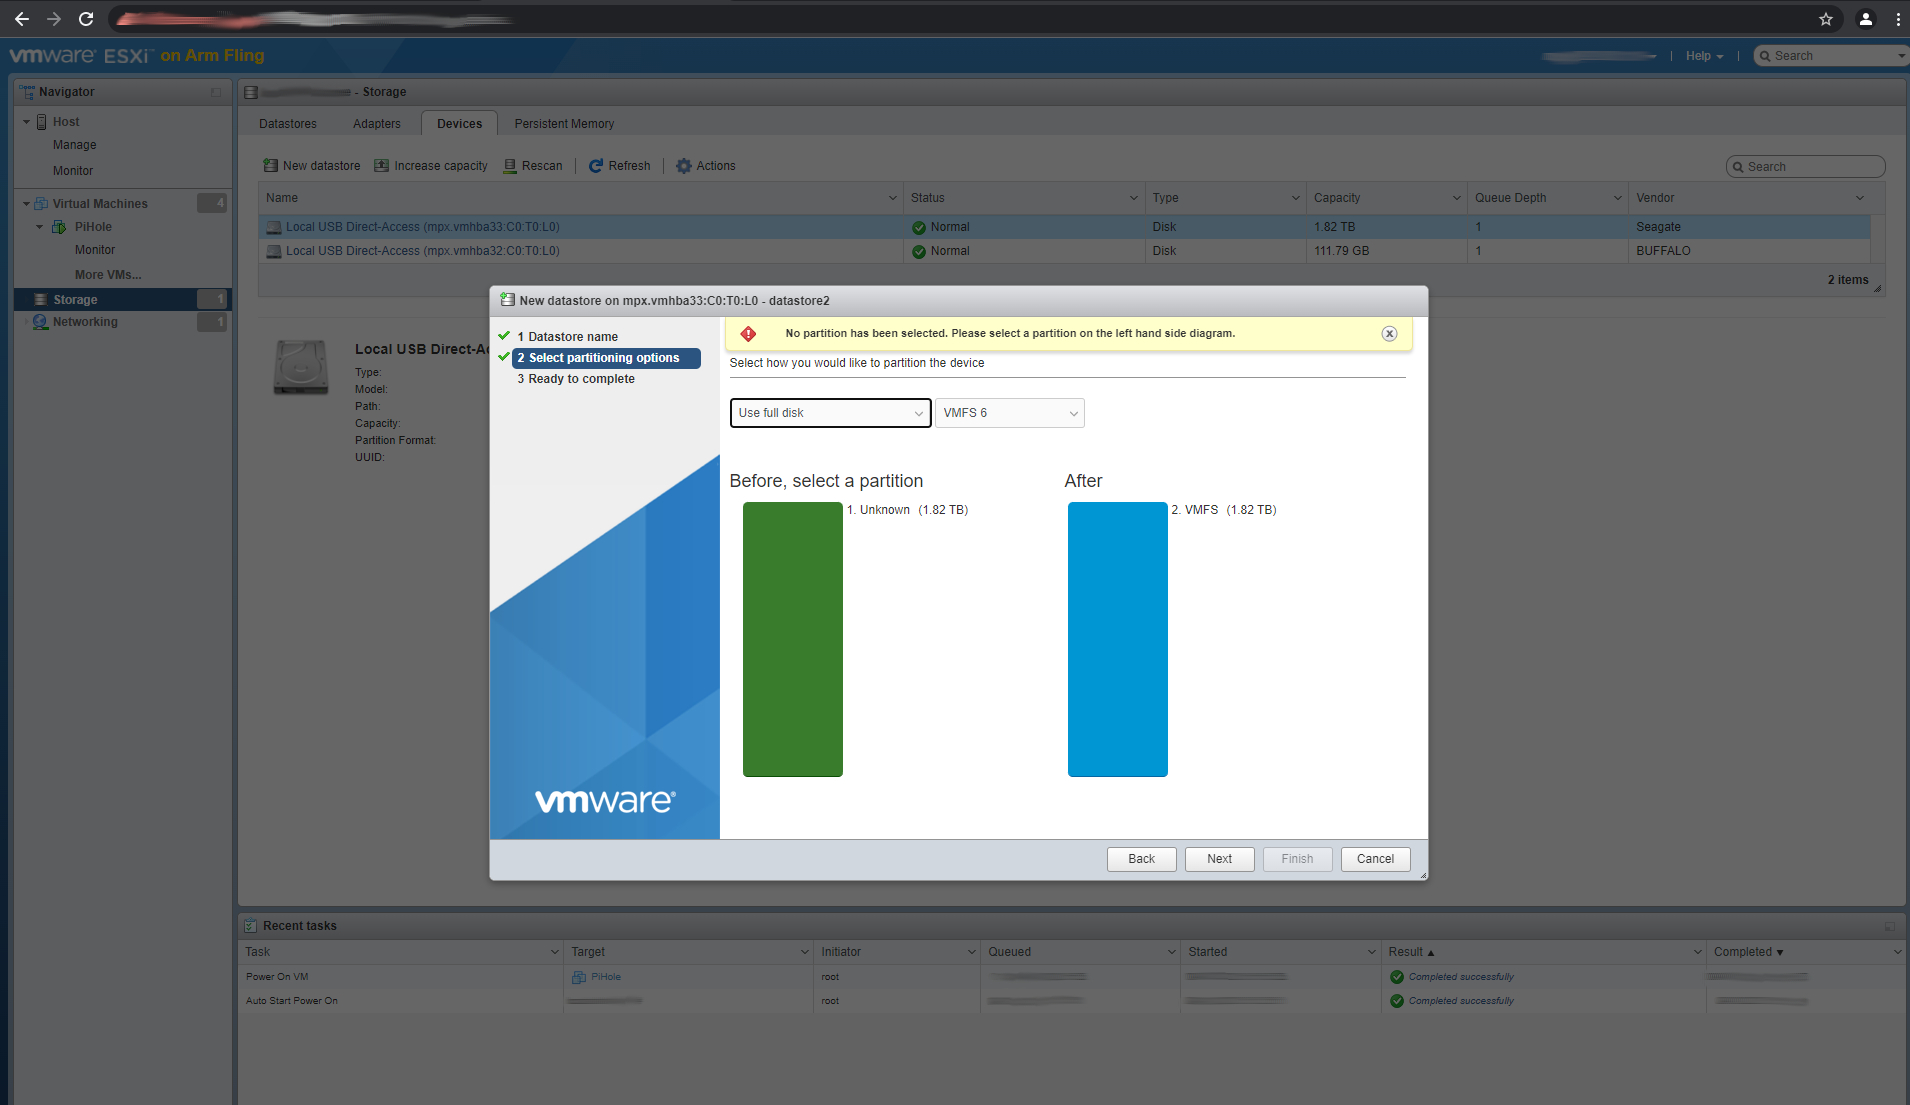 vmware® ESXi™ on Arm Fling
| Help | Search
Navigator
Host
Manage
Monitor
Virtual Machines 4
PiHole
Monitor
More VMs...
Storage 1
Networking 1
- Storage
Datastores Adapters Devices Persistent Memory
New datastore Increase capacity Rescan | Refresh | Actions
Search
Name Status Type Capacity Queue Depth Vendor
Local USB Direct-Access (mpx.vmhba33:C0:T0:L0) Normal Disk 1.82 TB 1 Seagate
Local USB Direct-Access (mpx.vmhba32:C0:T0:L0) Normal Disk 111.79 GB 1 BUFFALO
2 items
Local USB Direct-A
Type:
Model:
Path:
Capacity:
Partition Format:
UUID:
New datastore on mpx.vmhba33:C0:T0:L0 - datastore2
1 Datastore name
2 Select partitioning options
3 Ready to complete
vmware®
No partition has been selected. Please select a partition on the left hand side diagram.
Select how you would like to partition the device
Use full disk VMFS 6
Before, select a partition After
1. Unknown (1.82 TB) 2. VMFS (1.82 TB)
Back Next Finish Cancel
Recent tasks
Task Target Initiator Queued Started Result ▲ Completed ▼
Power On VM PiHole root Completed successfully
Auto Start Power On root Completed successfully